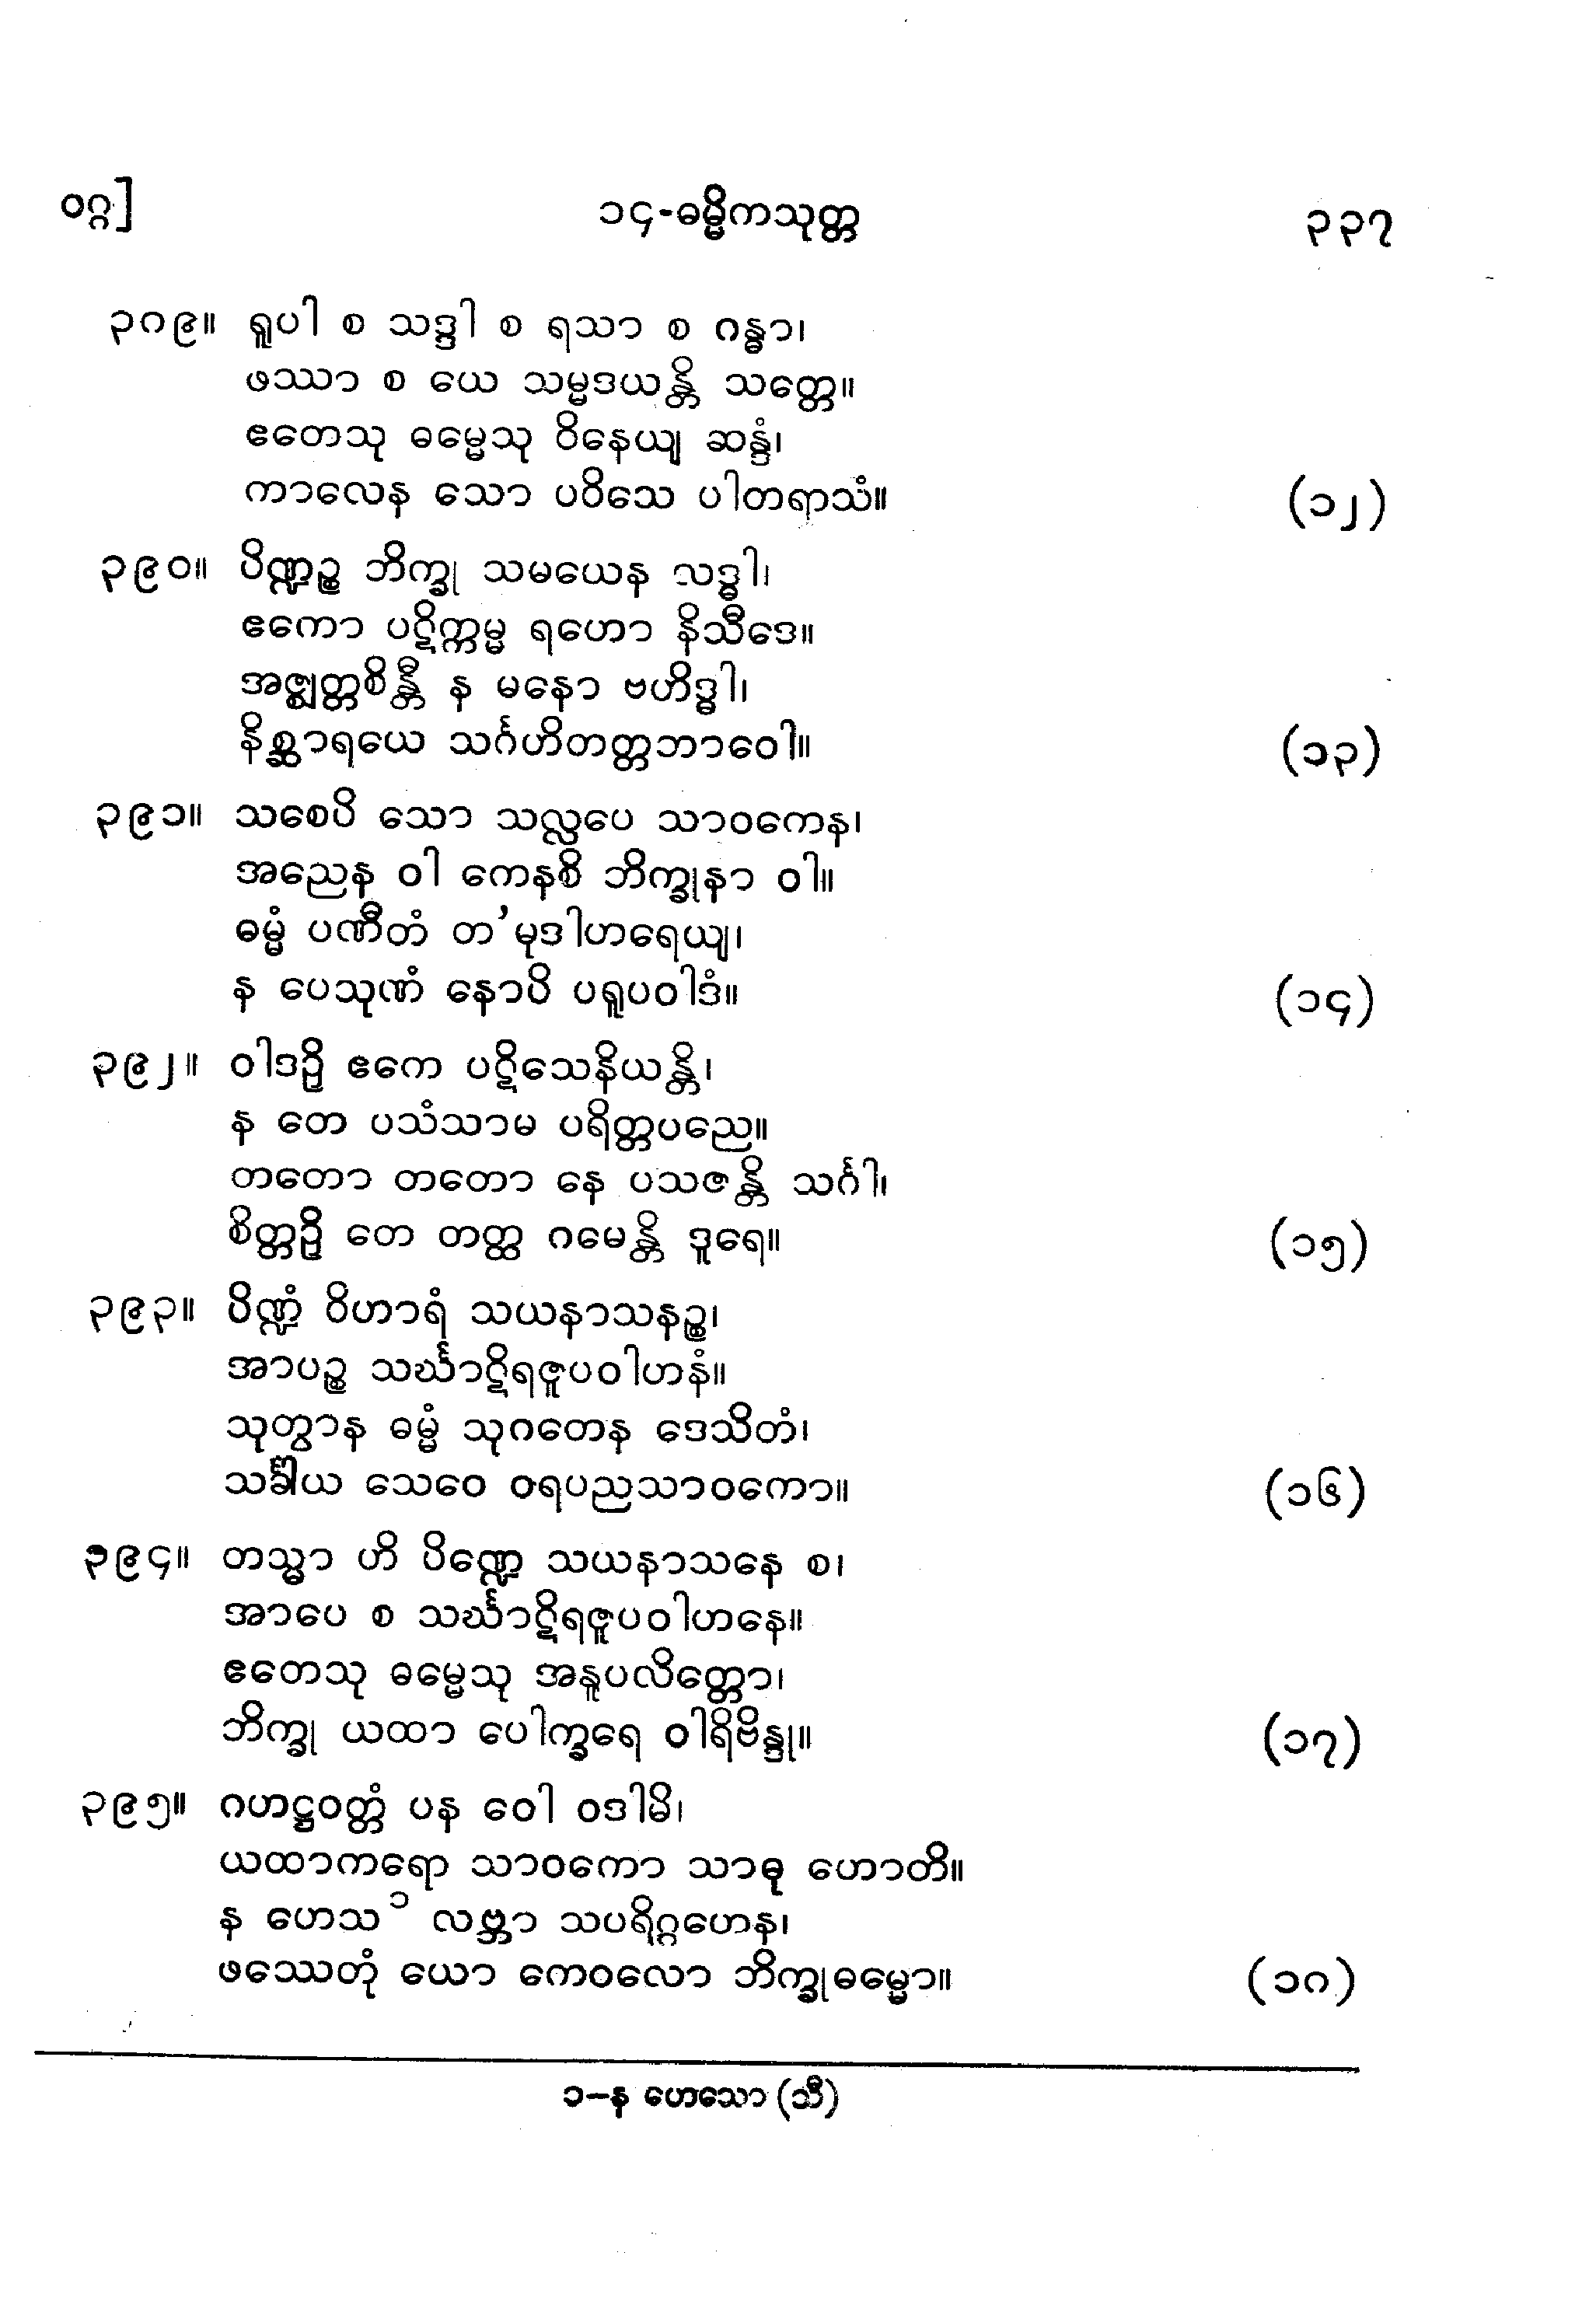 ဝဂ္ဂ] ၁၄-ဓမ္မိကသုတ္တ ၃၃၇
၃၈၉။ ရူပါ စ သဒ္ဒါ စ ရသာ စ ဂန္ဓာ၊
ဖဿာ စ ယေ သမ္မဒယန္တိ သတ္တေ။
ဧတေသု ဓမ္မေသု ဝိနေယျ ဆန္ဒံ၊
ကာလေန သော ပဝိသေ ပါတရာသံ။ (၁၂)
၃၉၀။ ပိဏ္ဍဉ္စ ဘိက္ခု သမယေန လဒ္ဓါ၊
ဧကော ပဋိက္ကမ္မ ရဟော နိသီဒေ။
အဇ္ဈတ္တစိန္တီ န မနော ဗဟိဒ္ဓါ၊
နိစ္ဆာရယေ သင်္ဂဟိတတ္တဘာဝေါ။ (၁၃)
၃၉၁။ သစေပိ သော သလ္လပေ သာဝကေန၊
အညေန ဝါ ကေနစိ ဘိက္ခုနာ ဝါ။
ဓမ္မံ ပဏီတံ တ’မုဒါဟရေယျ၊
န ပေသုဏံ နောပိ ပရူပဝါဒံ။ (၁၄)
၃၉၂။ ဝါဒဉှိ ဧကေ ပဋိသေနိယန္တိ၊
န တေ ပသံသာမ ပရိတ္တပညေ။
တတော တတော နေ ပသဇန္တိ သင်္ဂါ၊
စိတ္တဉှိ တေ တတ္ထ ဂမေန္တိ ဒူရေ။ (၁၅)
၃၉၃။ ပိဏ္ဍံ ဝိဟာရံ သယနာသနဉ္စ၊
အာပဉ္စ သင်္ဃာဋိရဇူပဝါဟနံ။
သုတွာန ဓမ္မံ သုဂတေန ဒေသိတံ၊
သင်္ခါယ သေဝေ ဝရပညသာဝကော။ (၁၆)
၃၉၄။ တသ္မာ ဟိ ပိဏ္ဍေ သယနာသနေ စ၊
အာပေ စ သင်္ဃာဋိရဇူပဝါဟနေ။
ဧတေသု ဓမ္မေသု အနူပလိတ္တော၊
ဘိက္ခု ယထာ ပေါက္ခရေ ဝါရိဗိန္ဒု။ (၁၇)
၃၉၅။ ဂဟဋ္ဌဝတ္တံ ပန ဝေါ ဝဒါမိ၊
ယထာကရော သာဝကော သာဓု ဟောတိ။
န ဟေသ ၁ လဗ္ဘာ သပရိဂ္ဂဟေန၊
ဖဿေတုံ ယော ကေဝလော ဘိက္ခုဓမ္မော။ (၁၈)
၁–န ဟေသော (သီ)